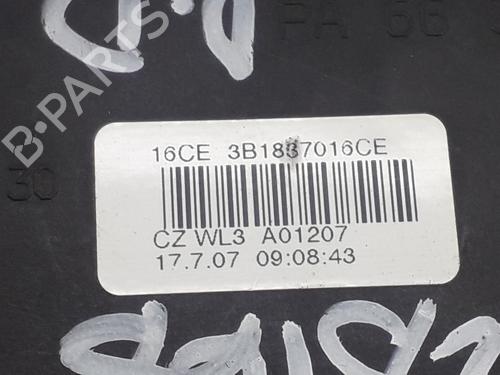 PA 66
16CE 3B1837016CE
30
CZ WL3 A01207
17.7.07 09:08:43
B·PARTS